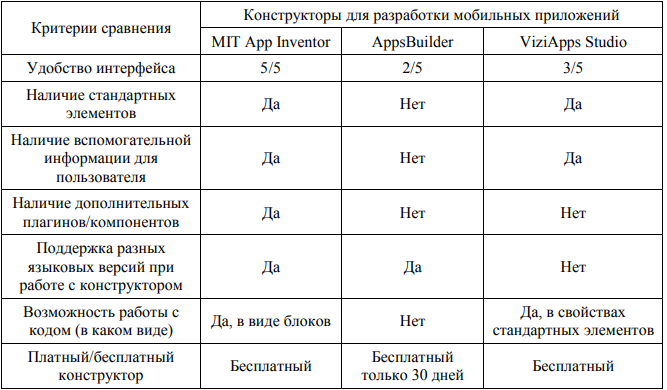 Критерии сравнения
Конструкторы для разработки мобильных приложений
MIT App Inventor
AppsBuilder
ViziApps Studio
Удобство интерфейса
5/5
2/5
3/5
Наличие стандартных
элементов
Да
Нет
Да
Наличие вспомогательной
информации для
пользователя
Да
Нет
Да
Наличие дополнительных
плагинов/компонентов
Да
Нет
Нет
Поддержка разных
языковых версий при
работе с конструктором
Да
Да
Нет
Возможность работы с
кодом (в каком виде)
Да, в виде блоков
Нет
Да, в свойствах
стандартных элементов
Платный/бесплатный
конструктор
Бесплатный
Бесплатный
только 30 дней
Бесплатный